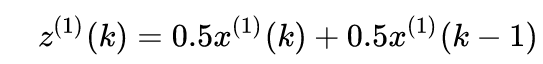 z⁽¹⁾(k) = 0.5x⁽¹⁾(k) + 0.5x⁽¹⁾(k − 1)